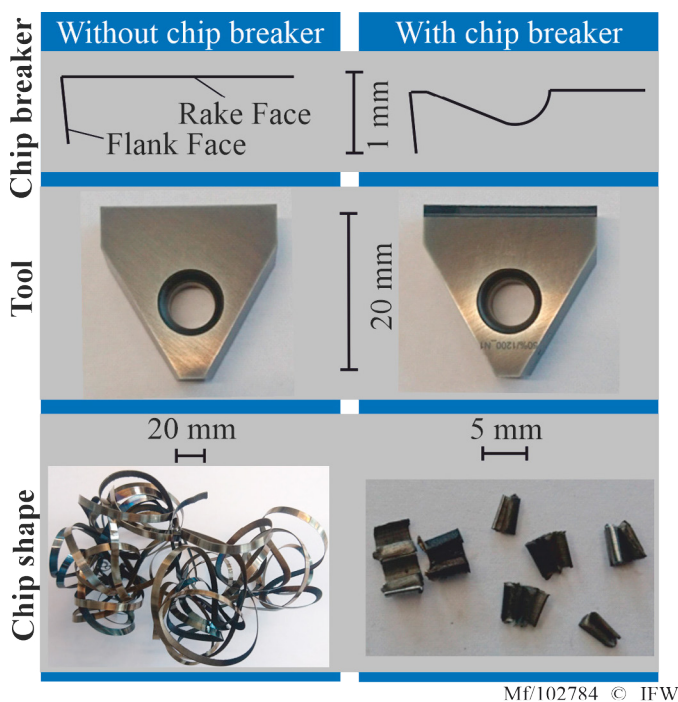 Without chip breaker
With chip breaker
Chip breaker
Rake Face
Flank Face
1 mm
Tool
20 mm
20 mm
5 mm
Chip shape
Mf/102784 © IFW